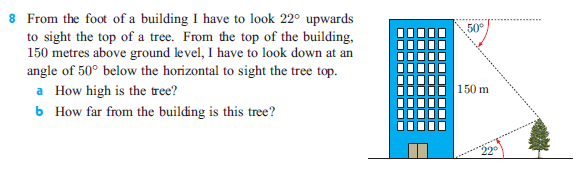 8 From the foot of a building I have to look 22° upwards
to sight the top of a tree. From the top of the building,
150 metres above ground level, I have to look down at an
angle of 50° below the horizontal to sight the tree top.
a How high is the tree?
b How far from the building is this tree?
50°
150 m
22°